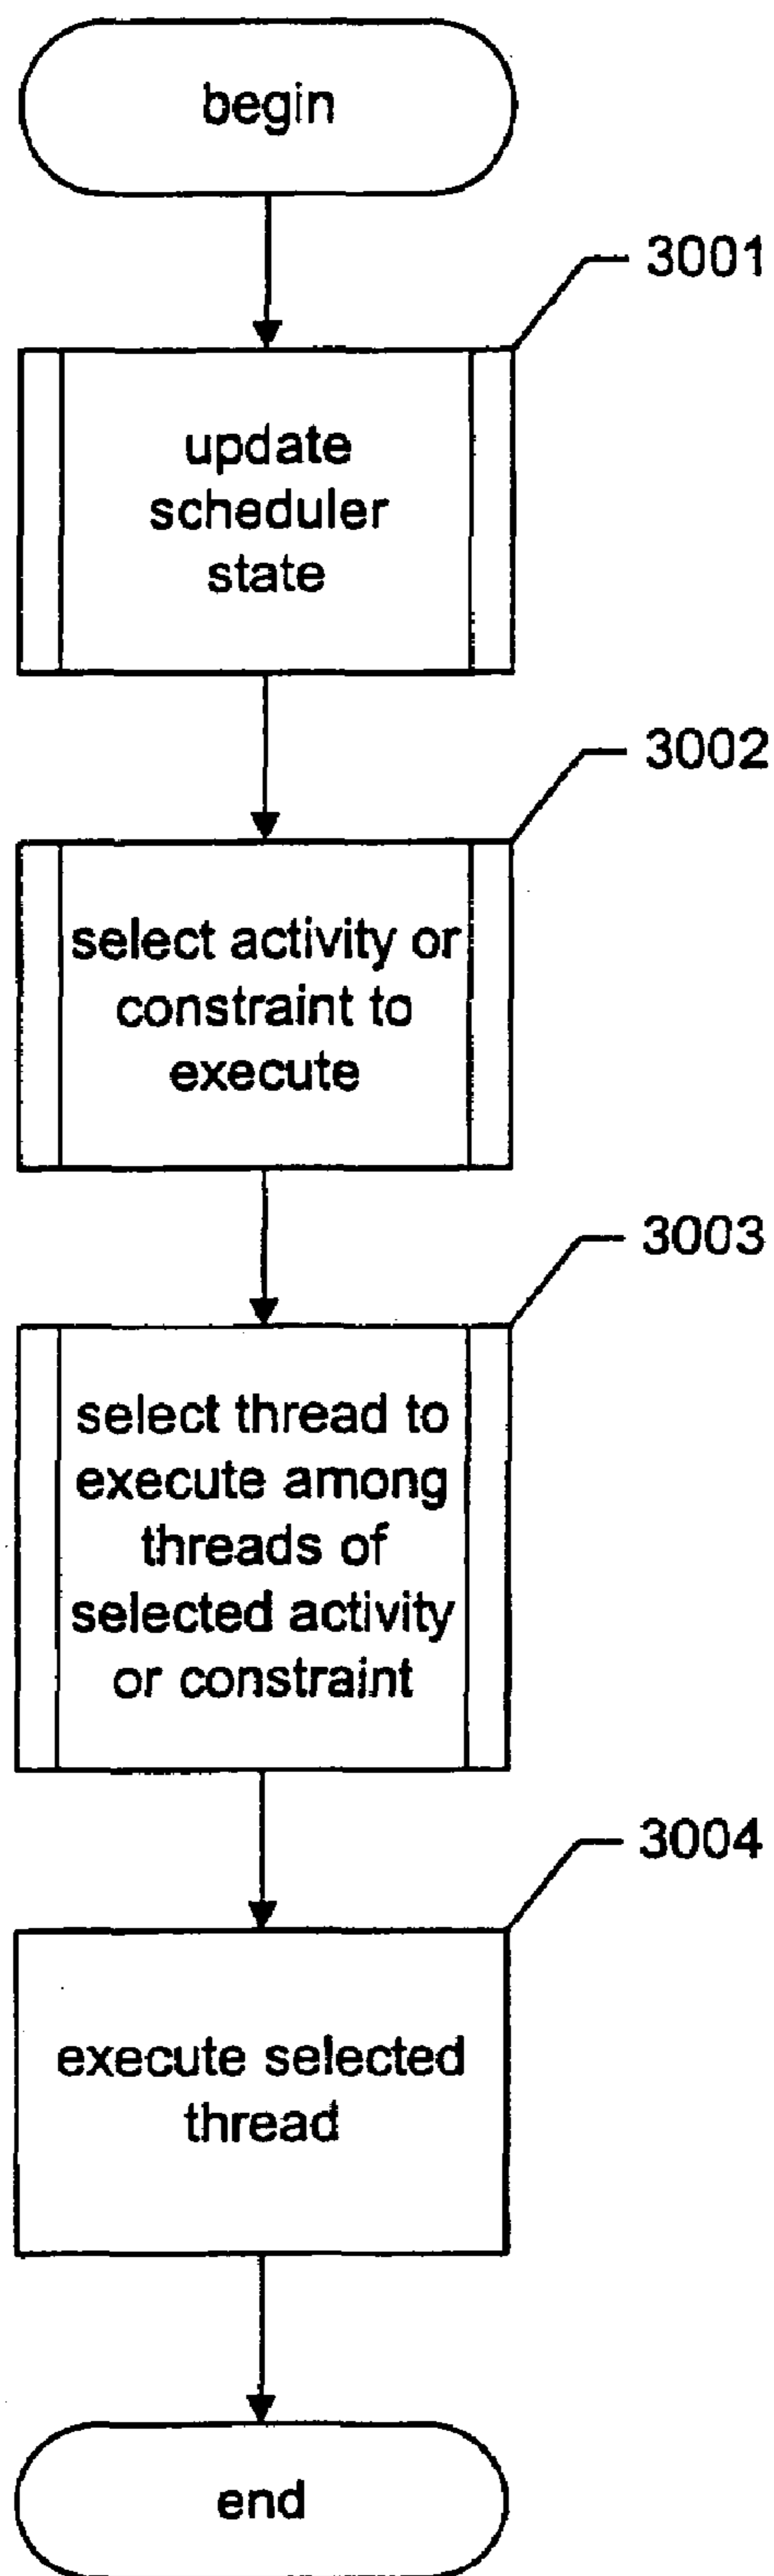 begin
3001
update
scheduler
state
3002
select activity or
constraint to
execute
3003
select thread to
execute among
threads of
selected activity
or constraint
3004
execute selected
thread
end